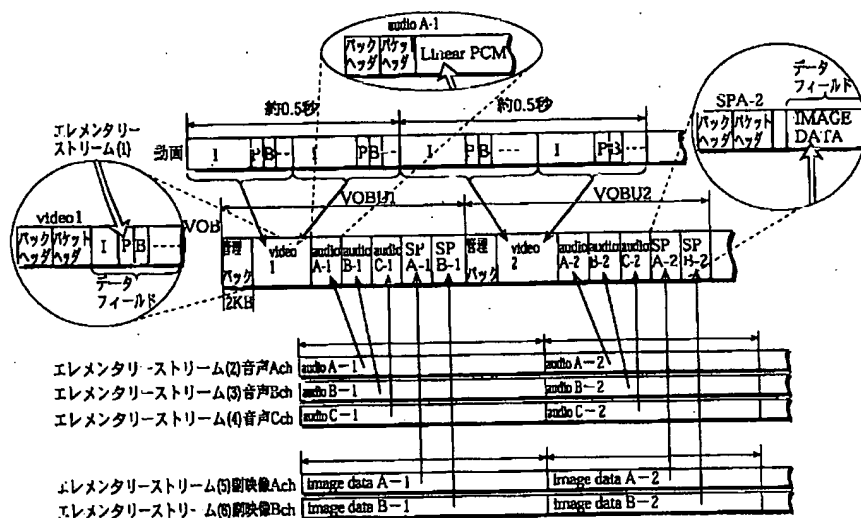 audio A-1
パック ヘッダ
パケット ヘッダ
Linear PCM
約0.5秒
約0.5秒
エレメンタリー ストリーム(1)
動画
I
P
B
I
P
B
I
P
B
I
P
B
SPA-2
データ フィールド
パック ヘッダ
パケット ヘッダ
IMAGE DATA
video1
パック ヘッダ
パケット ヘッダ
I
P
B
データ フィールド
VOB
VOBU1
VOBU2
管理 パック
video 1
audio A-1
audio B-1
audio C-1
SP A-1
SP B-1
管理 パック
video 2
audio A-2
audio B-2
audio C-2
SP A-2
SP B-2
2KB
エレメンタリーストリーム(2)音声Ach
audio A-1
audio A-2
エレメンタリーストリーム(3)音声Bch
audio B-1
audio B-2
エレメンタリーストリーム(4)音声Cch
audio C-1
audio C-2
エレメンタリーストリーム(5)副映像Ach
image data A-1
image data A-2
エレメンタリーストリーム(6)副映像Bch
image data B-1
image data B-2